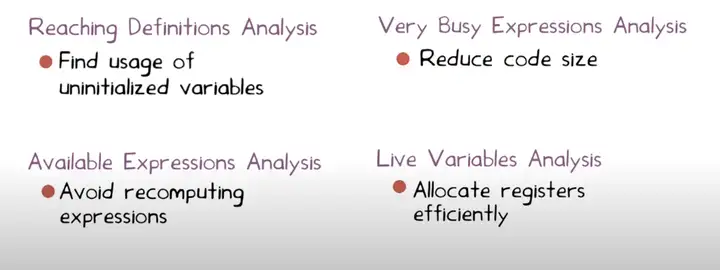 Reaching Definitions Analysis
Find usage of
uninitialized variables
Very Busy Expressions Analysis
Reduce code size
Available Expressions Analysis
Avoid recomputing
expressions
Live Variables Analysis
Allocate registers
efficiently